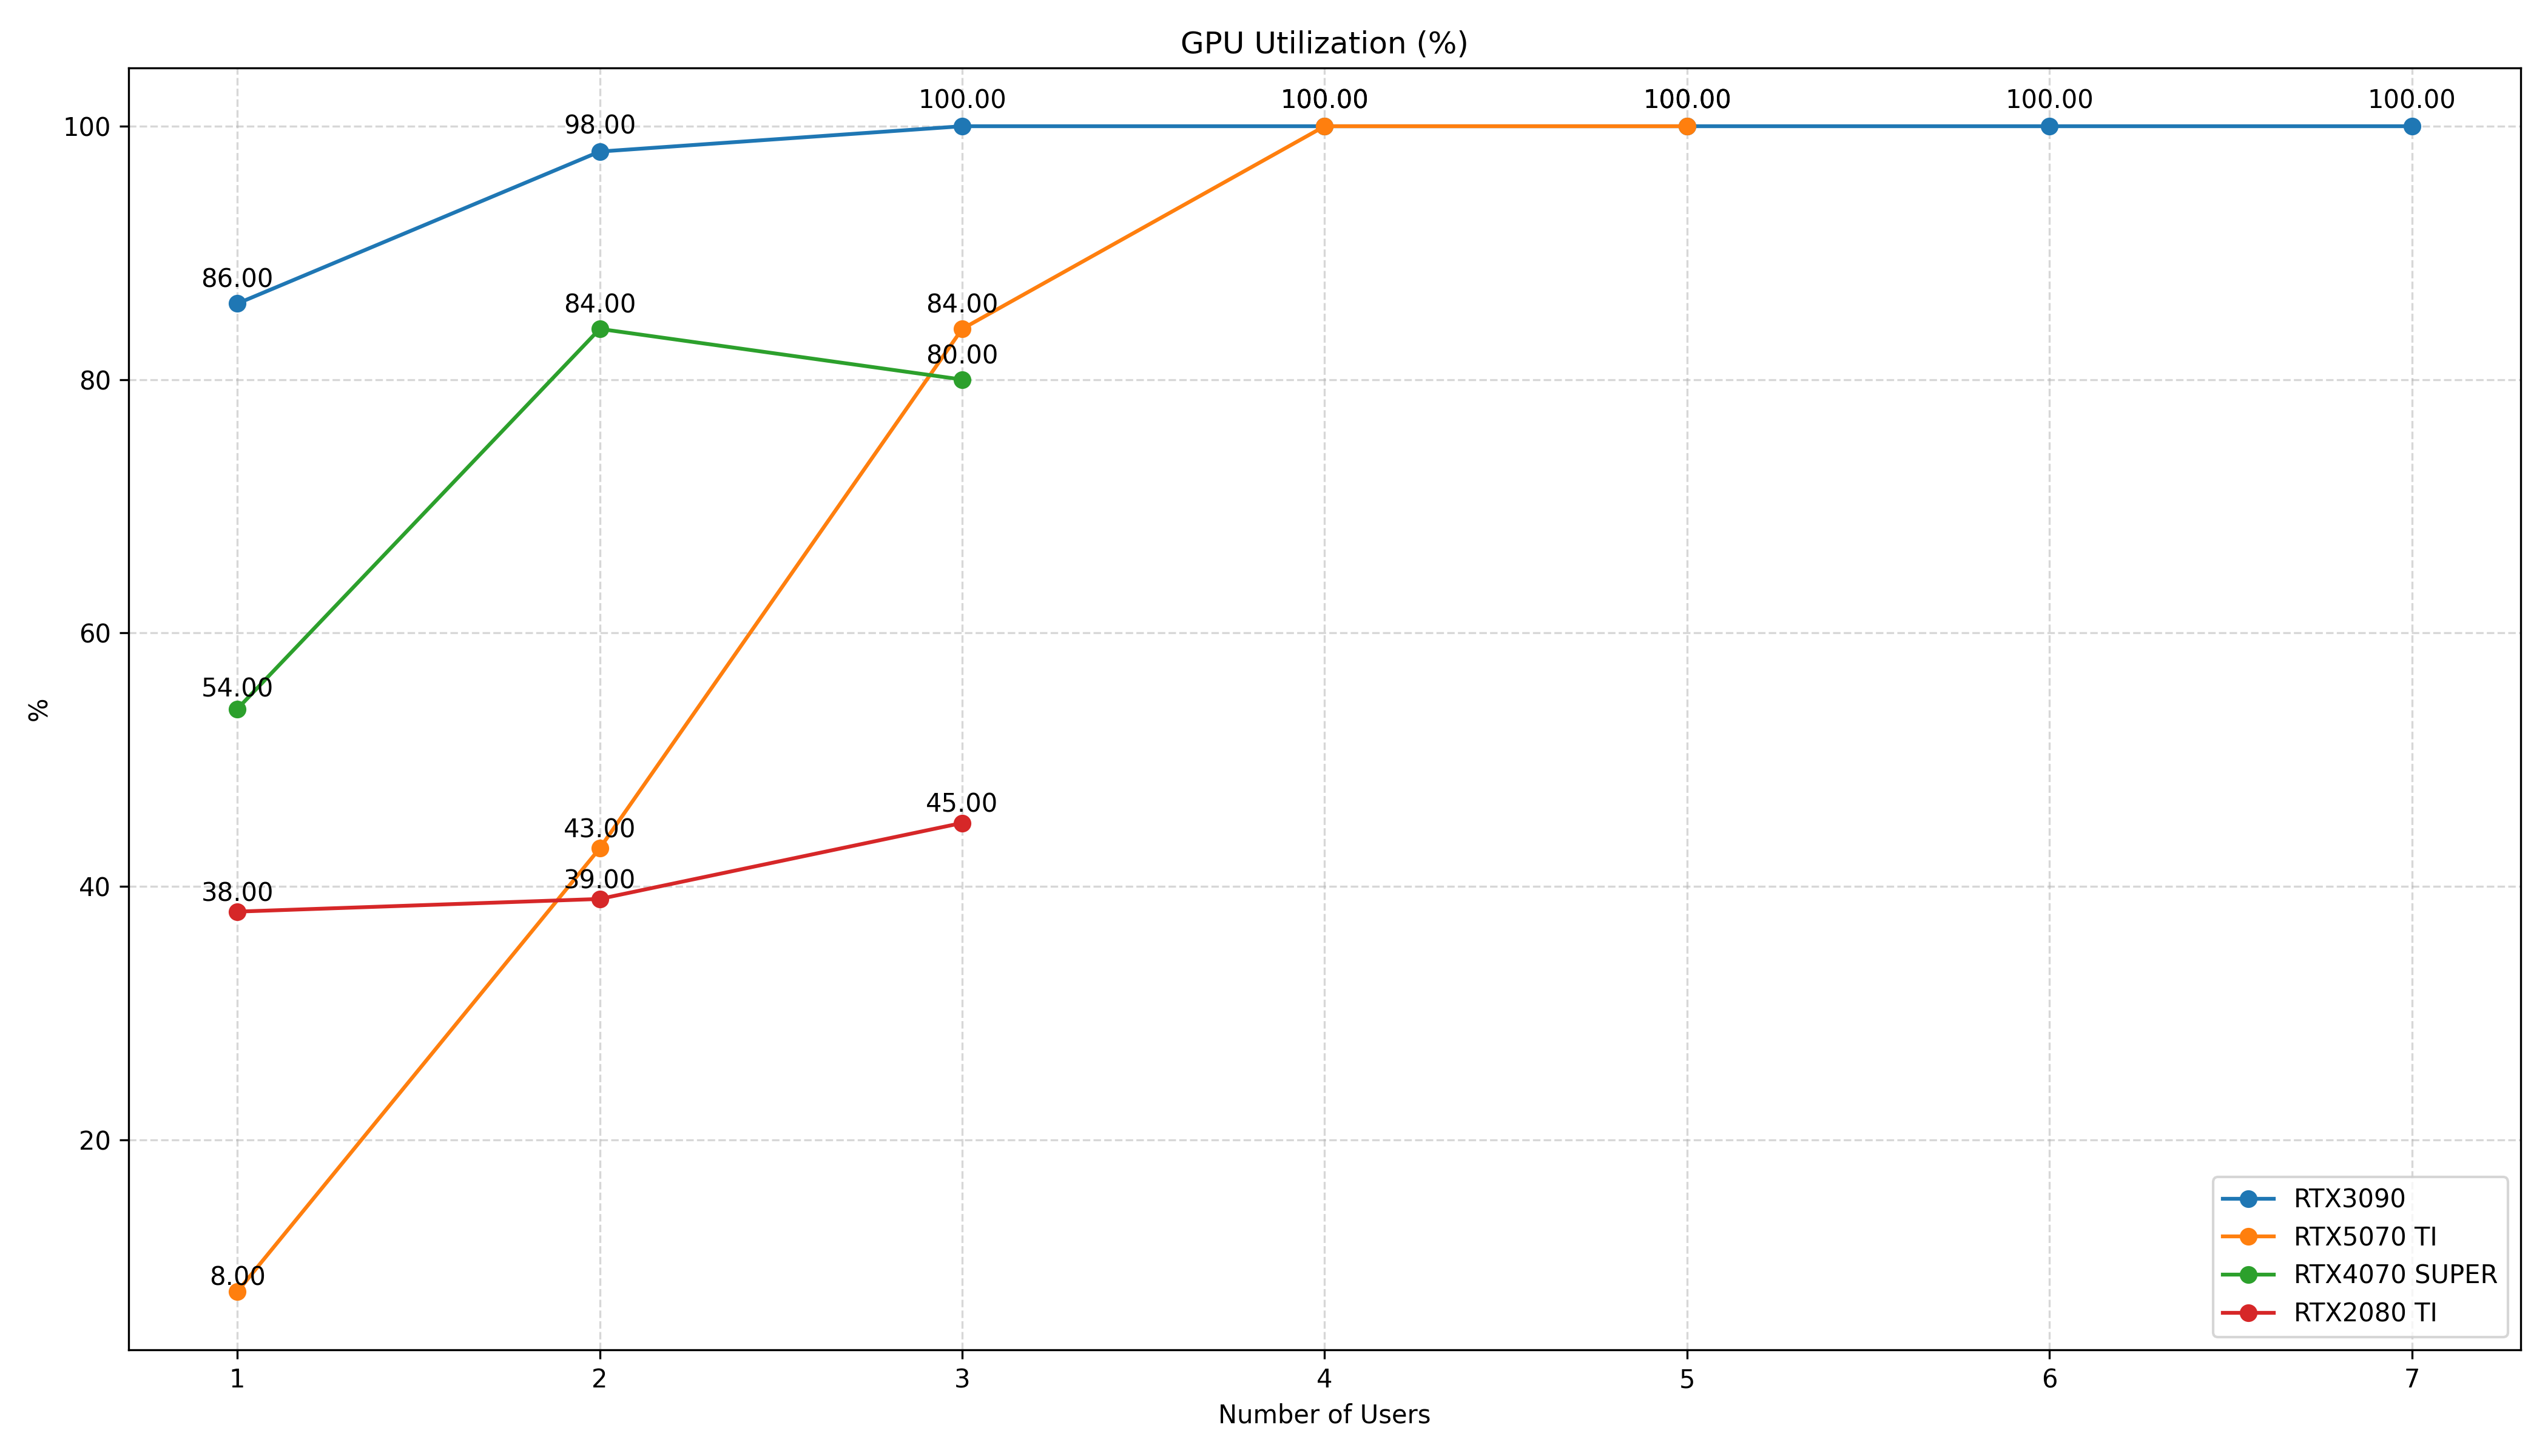 GPU Utilization (%)
100.00 100.00 100.00 100.00 100.00
98.00
100
86.00
84.00 84.00
80.00
80
60
54.00
%
45.00
43.00
39.00
38.00
40
20
8.00
RTX3090
RTX5070 TI
RTX4070 SUPER
RTX2080 TI
1 2 3 4 5 6 7
Number of Users